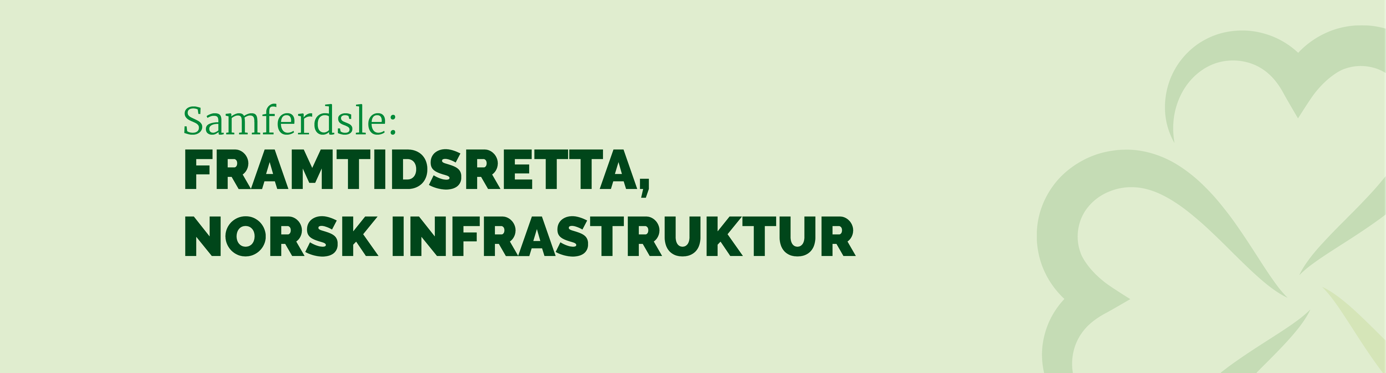 Samferdsle:
FRAMTIDSRETTA,
NORSK INFRASTRUKTUR